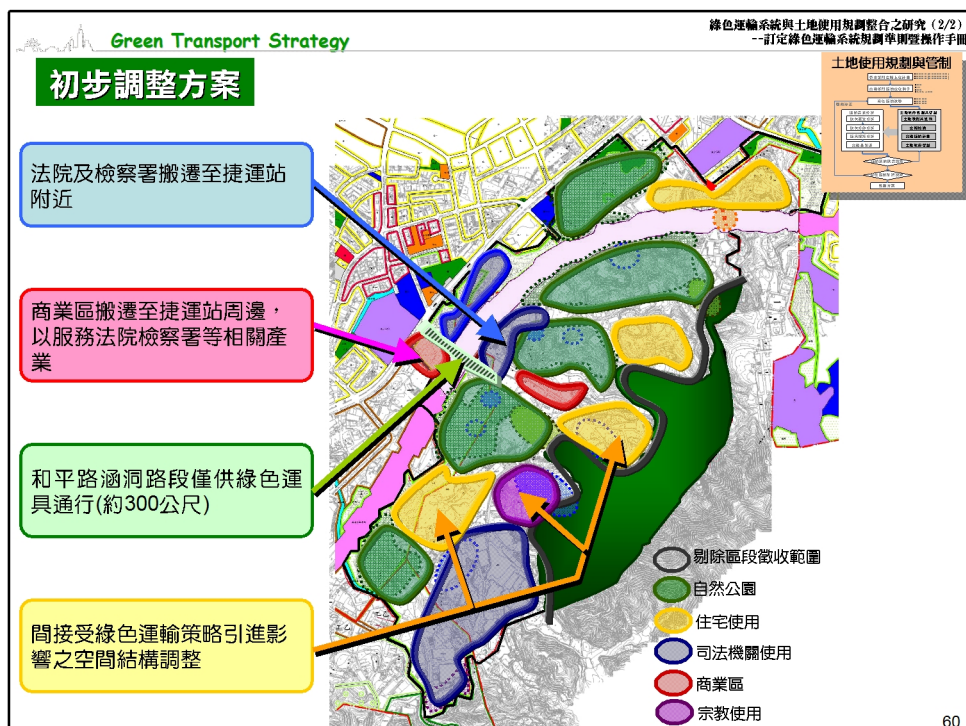 Green Transport Strategy
綠色運輸系統與土地使用規劃整合之研究（2/2）
--訂定綠色運輸系統規劃準則暨操作手冊
初步調整方案
土地使用規劃與管制
法院及檢察署搬遷至捷運站
附近
商業區搬遷至捷運站周邊，
以服務法院檢察署等相關產
業
和平路涵洞路段僅供綠色運
具通行(約300公尺)
間接受綠色運輸策略引進影
響之空間結構調整
剔除區段徵收範圍
自然公園
住宅使用
司法機關使用
商業區
宗教使用
60